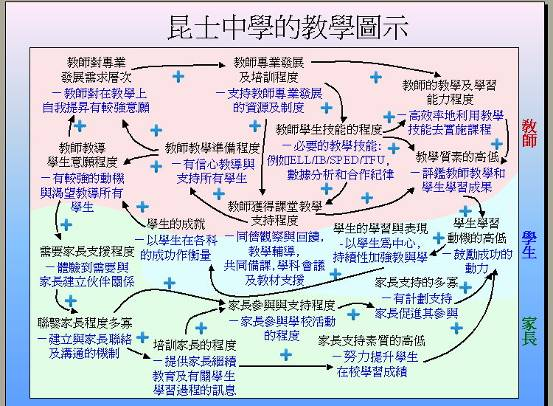 昆士中學的教學圖示
教師對專業
發展需求層次
－教師對在教學上
自我提昇有較強意願
教師專業發展
及培訓程度
－支持教師專業發展
的資源及制度
教師的教學及學習
能力程度
－高效率地利用教學
技能去實施課程
教師學生技能的程度
－必要的教學技能:
例如ELL/IB/SPED/TFU,
數據分析和合作紀律
教師教導
學生意願程度
－有較強的動機
與渴望教導所有
學生
教師教學準備程度
－有信心教導與
支持所有學生
教學質素的高低
－評鑑教師教學和
學生學習成果
教師獲得課堂教學
支持程度
－同儕觀察與回饋,
教學輔導,
共同備課,學科會議
及教材支援
學生的成就
－以學生在各科
的成功作衡量
學生的學習與表現
-以學生為中心,
持續性加強教與學
學生學習
動機的高低
－鼓勵成功的
動力
需要家長支援程度
－體驗到需要與
家長建立伙伴關係
家長參與與支持程度
－家長參與學校活動
的程度
家長支持的多寡
－有計劃支持
家長促進其參與
聯繫家長程度多寡
－建立與家長聯絡
及溝通的機制
培訓家長的程度
－提供家長繼續
教育及有關學生
學習過程的訊息
家長支持素質的高低
－努力提升學生
在校學習成績
教師
學生
家長